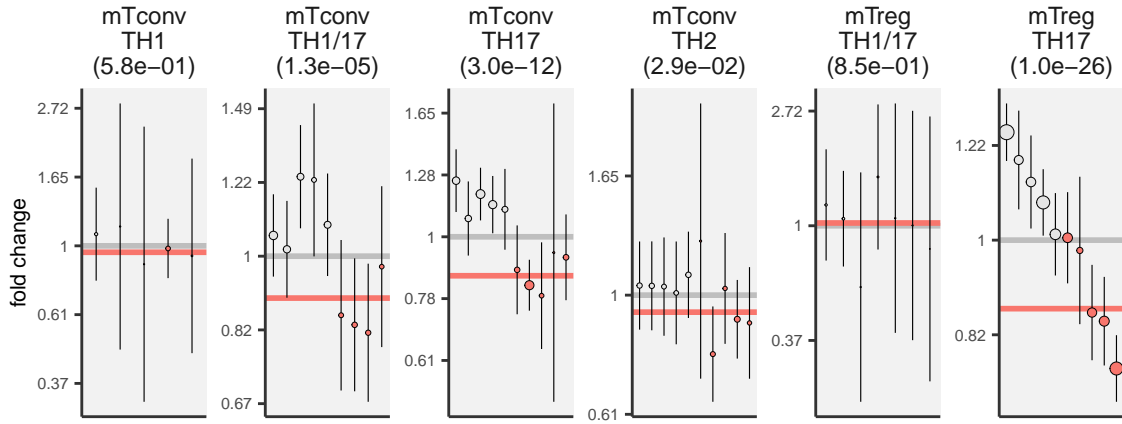 mTconv
TH1
(5.8e−01)
mTconv
TH1/17
(1.3e−05)
mTconv
TH17
(3.0e−12)
mTconv
TH2
(2.9e−02)
mTreg
TH1/17
(8.5e−01)
mTreg
TH17
(1.0e−26)
fold change
2.72
1.65
1
0.61
0.37
1.49
1.22
1
0.82
0.67
1.65
1.28
1
0.78
0.61
1.65
1
0.61
2.72
1
0.37
1.22
1
0.82